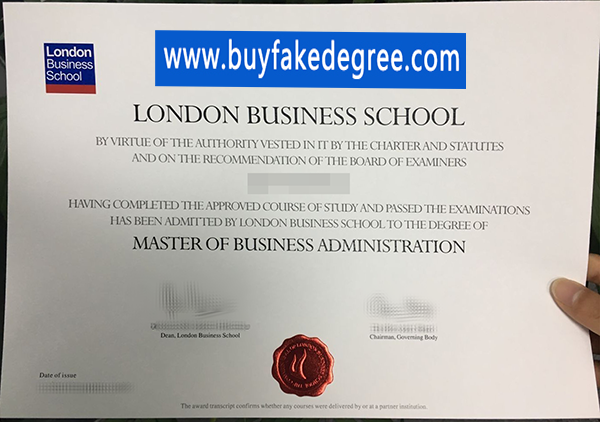 London
Business
School
www.buyfakedegree.com
LONDON BUSINESS SCHOOL
BY VIRTUE OF THE AUTHORITY VESTED IN IT BY THE CHARTER AND STATUTES
AND ON THE RECOMMENDATION OF THE BOARD OF EXAMINERS
HAVING COMPLETED THE APPROVED COURSE OF STUDY AND PASSED THE EXAMINATIONS
HAS BEEN ADMITTED BY LONDON BUSINESS SCHOOL TO THE DEGREE OF
MASTER OF BUSINESS ADMINISTRATION
Dean, London Business School
Chairman, Governing Body
Date of issue
The award transcript confirms whether any courses were delivered by or at a partner institution.